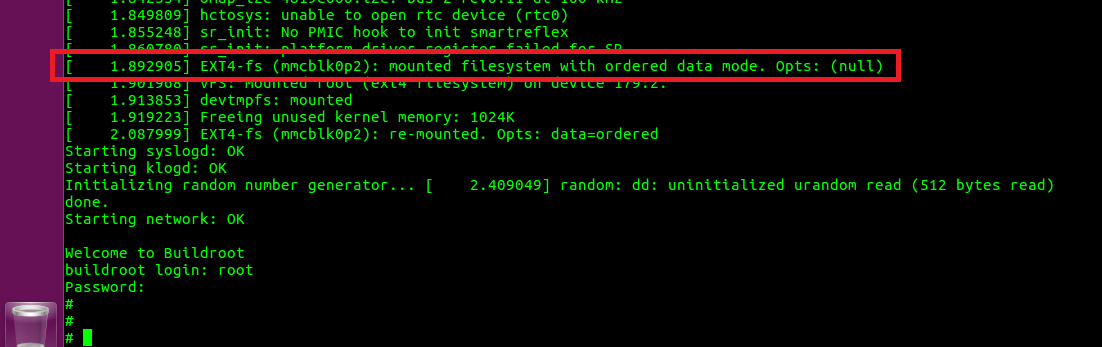 [    1.849809] hctosys: unable to open rtc device (rtc0)
[    1.855248] sr_init: No PMIC hook to init smartreflex
[    1.860780] sr_init: platform driver register failed for SR
[    1.892905] EXT4-fs (mmcblk0p2): mounted filesystem with ordered data mode. Opts: (null)
[    1.901968] VFS: Mounted root (ext4 filesystem) on device 179:2.
[    1.913853] devtmpfs: mounted
[    1.919223] Freeing unused kernel memory: 1024K
[    2.087999] EXT4-fs (mmcblk0p2): re-mounted. Opts: data=ordered
Starting syslogd: OK
Starting klogd: OK
Initializing random number generator... [    2.409049] random: dd: uninitialized urandom read (512 bytes read)
done.
Starting network: OK
Welcome to Buildroot
buildroot login: root
Password:
#
#
#